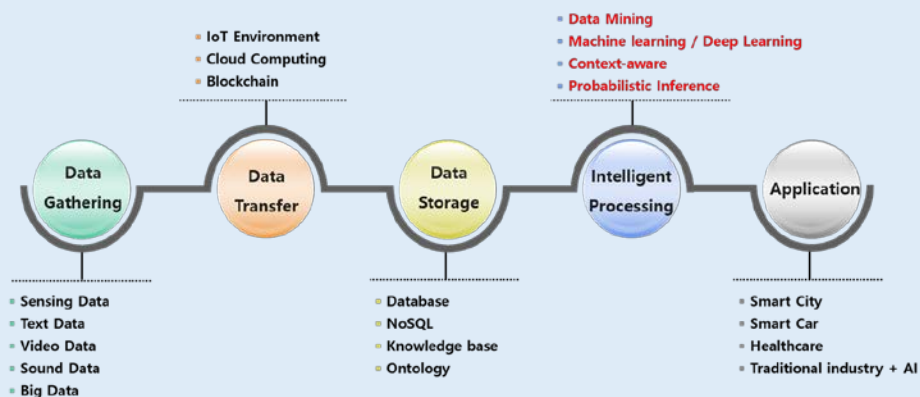 IoT Environment
Cloud Computing
Blockchain
Data Mining
Machine learning / Deep Learning
Context-aware
Probabilistic Inference
Data
Gathering
Data
Transfer
Data
Storage
Intelligent
Processing
Application
Sensing Data
Text Data
Video Data
Sound Data
Big Data
Database
NoSQL
Knowledge base
Ontology
Smart City
Smart Car
Healthcare
Traditional industry + AI